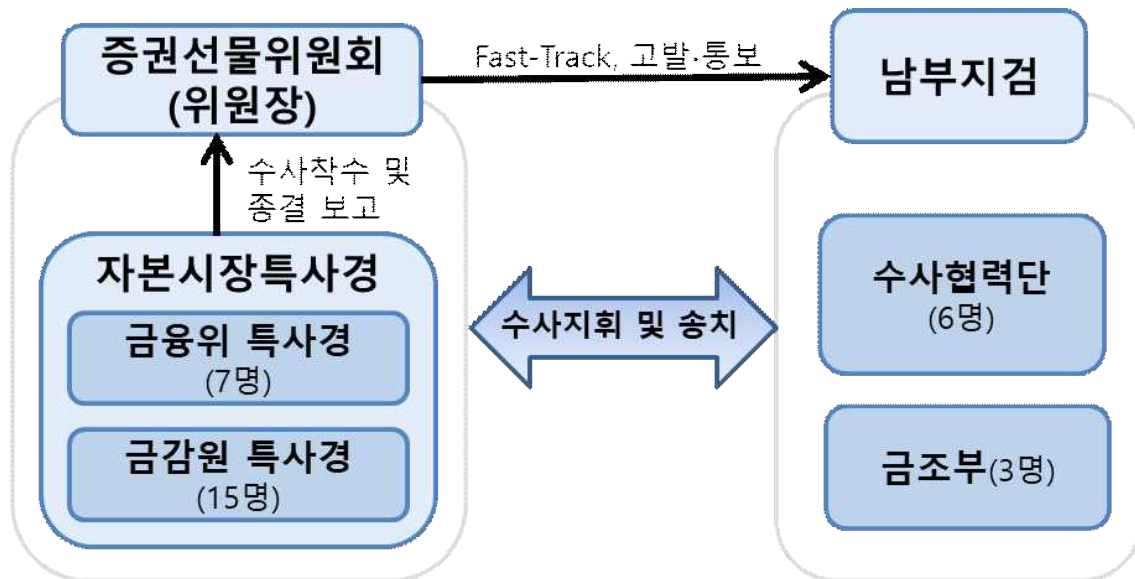 증권선물위원회
(위원장)
Fast-Track, 고발·통보
남부지검
수사착수 및
종결 보고
자본시장특사경
금융위 특사경
(7명)
금감원 특사경
(15명)
수사지휘 및 송치
수사협력단
(6명)
금조부(3명)